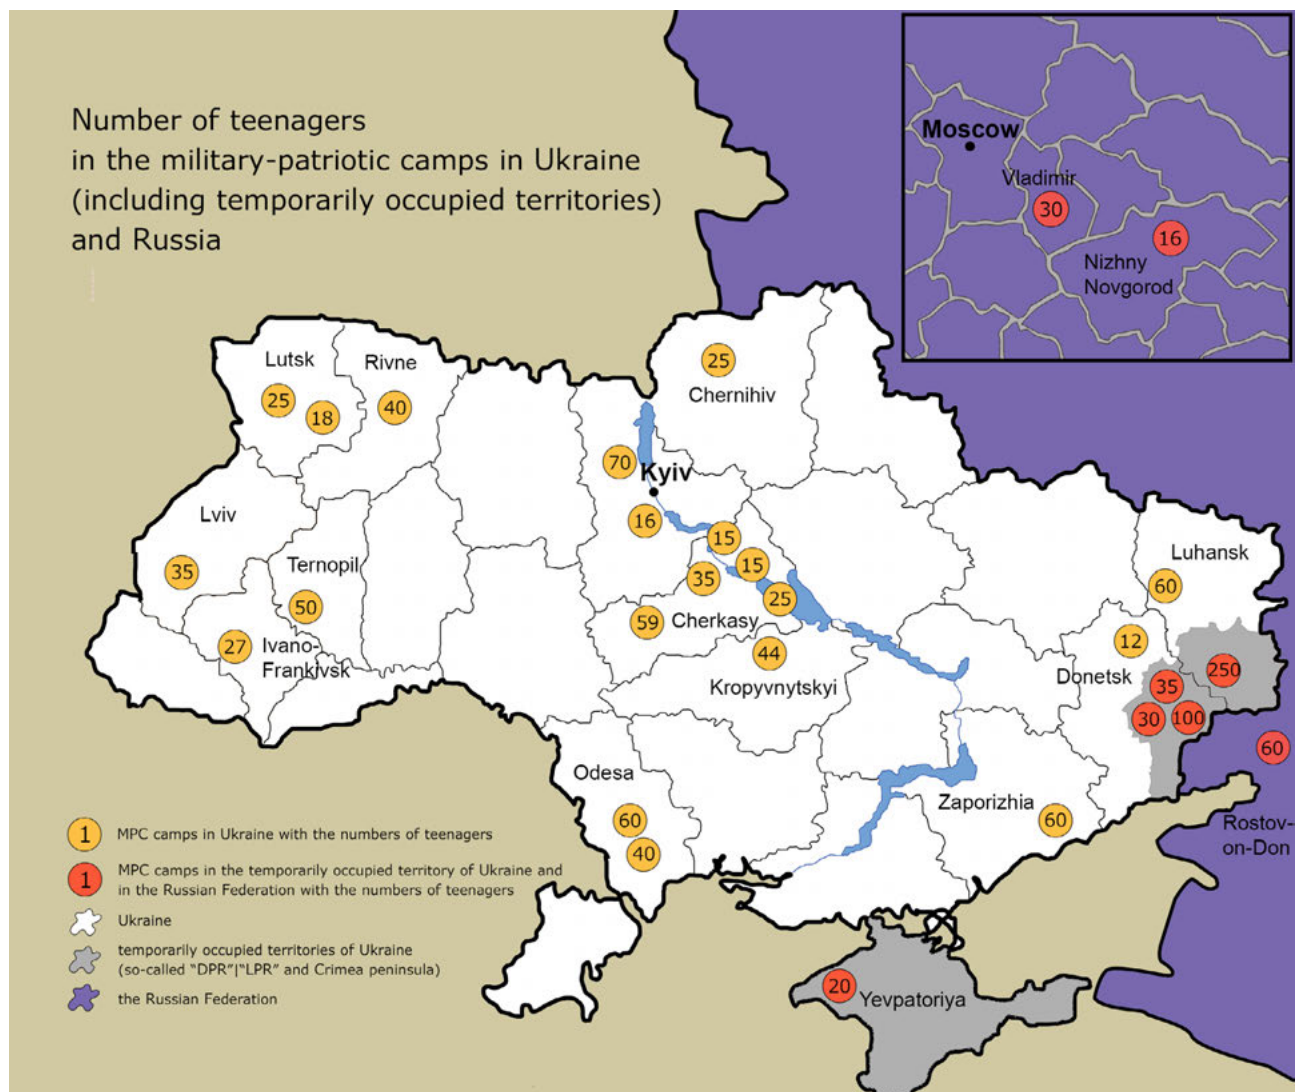 Number of teenagers
in the military-patriotic camps in Ukraine
(including temporarily occupied territories)
and Russia
Moscow
Vladimir
30
16
Nizhny
Novgorod
Lutsk
25
18
Rivne
40
25
Chernihiv
70
Kyiv
16
15
15
35
25
59
Cherkasy
44
Kropyvnytskyi
Lviv
35
Ternopil
50
27
Ivano-
Frankivsk
Luhansk
60
12
Donetsk
250
35
30
100
60
Rostov-
on-Don
Odesa
60
40
Zaporizhia
60
20
Yevpatoriya
1 MPC camps in Ukraine with the numbers of teenagers
1 MPC camps in the temporarily occupied territory of Ukraine and
in the Russian Federation with the numbers of teenagers
Ukraine
temporarily occupied territories of Ukraine
(so-called "DPR"|"LPR" and Crimea peninsula)
the Russian Federation